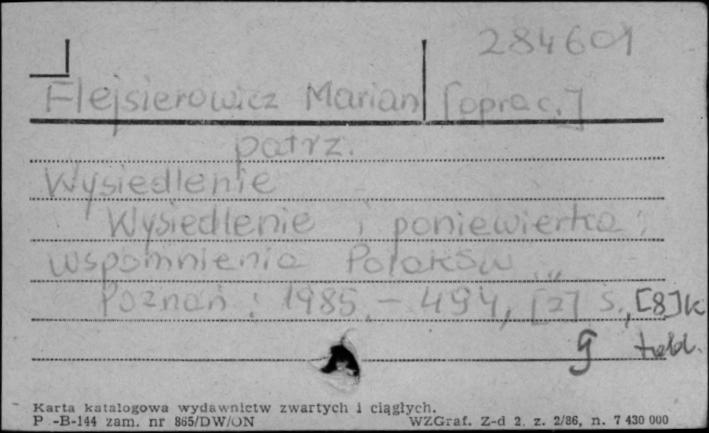 284601
Flejsierowicz Marian [oprac.]
patrz.
Wysiedlenie
Wysiedlenie i poniewierka :
wspomnienia Polaków ...
Poznań : 1985. - 494, [2] s., [8] k
g tabl.
Karta katalogowa wydawnictw zwartych i ciągłych.
P -B-144 zam. nr 865/DW/ON WZGraf. Z-d 2. z. 2/86, n. 7 430 000